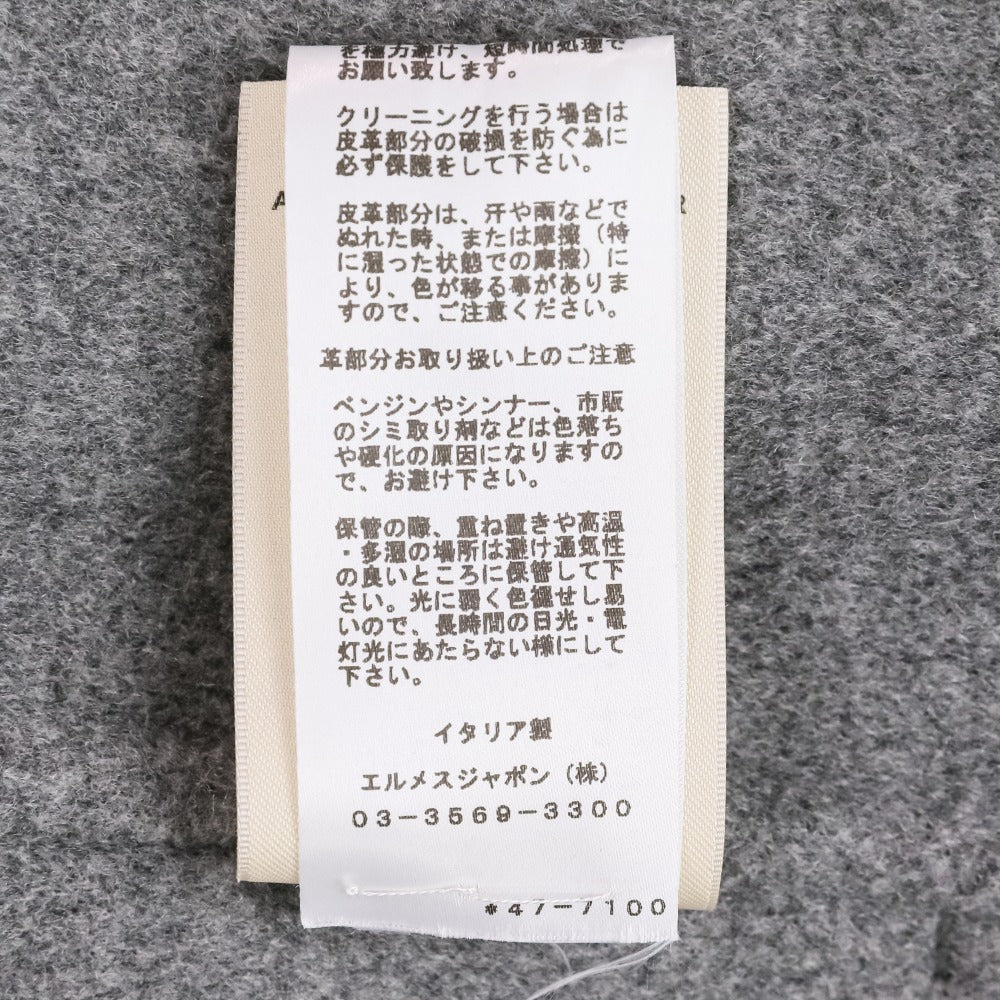 を極力避け、短時間処理で
お願い致します。
クリーニングを行う場合は
皮革部分の破損を防ぐ為に
必ず保護をして下さい。
皮革部分は、汗や雨などで
ぬれた時、または摩擦（特
に湿った状態での摩擦）に
より、色が移る事がありま
すので、ご注意ください。
革部分お取り扱い上のご注意
ベンジンやシンナー、市販
のシミ取り剤などは色落ち
や硬化の原因になりますの
で、お避け下さい。
保管の際、重ね置きや高温
・多湿の場所は避け通気性
の良いところに保管して下
さい。光に弱く色褪せし易
いので、長時間の日光・電
灯光にあたらない様にして
下さい。
イタリア製
エルメスジャポン（株）
03-3569-3300
*47-7100